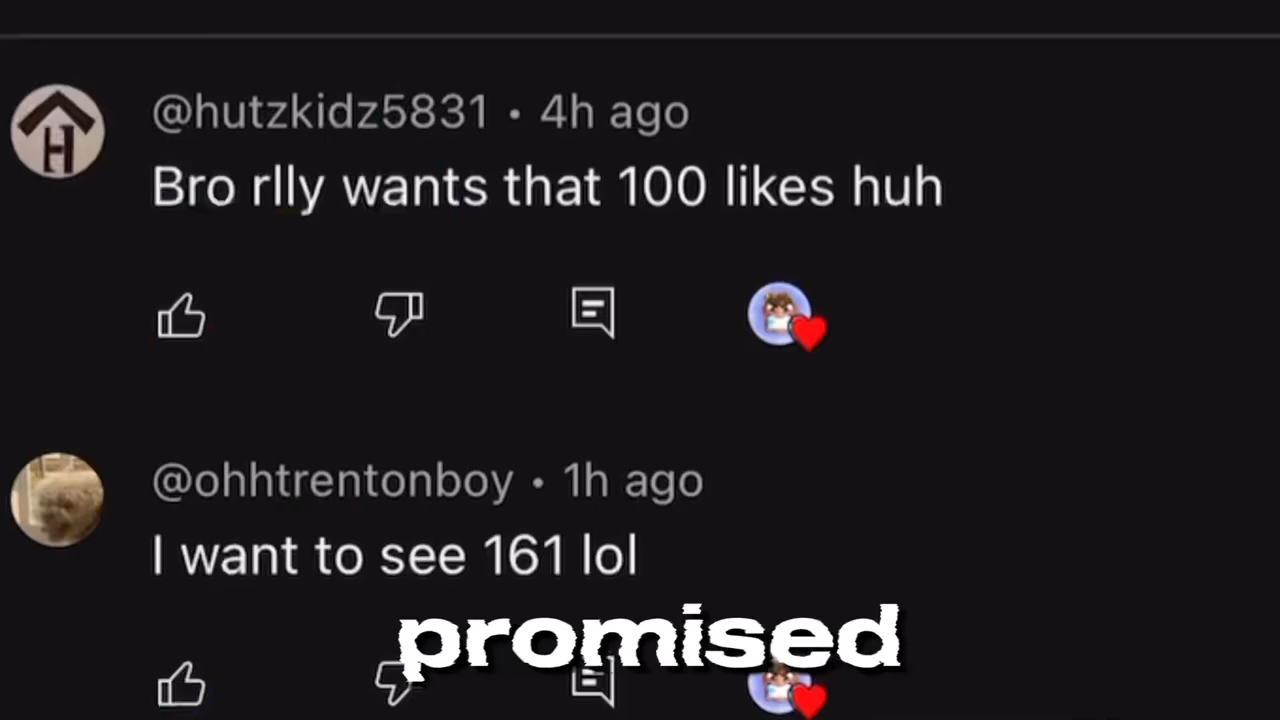 @hutzkidz5831 • 4h ago
Bro rlly wants that 100 likes huh
@ohhtrentonboy • 1h ago
I want to see 161 lol
promised
H